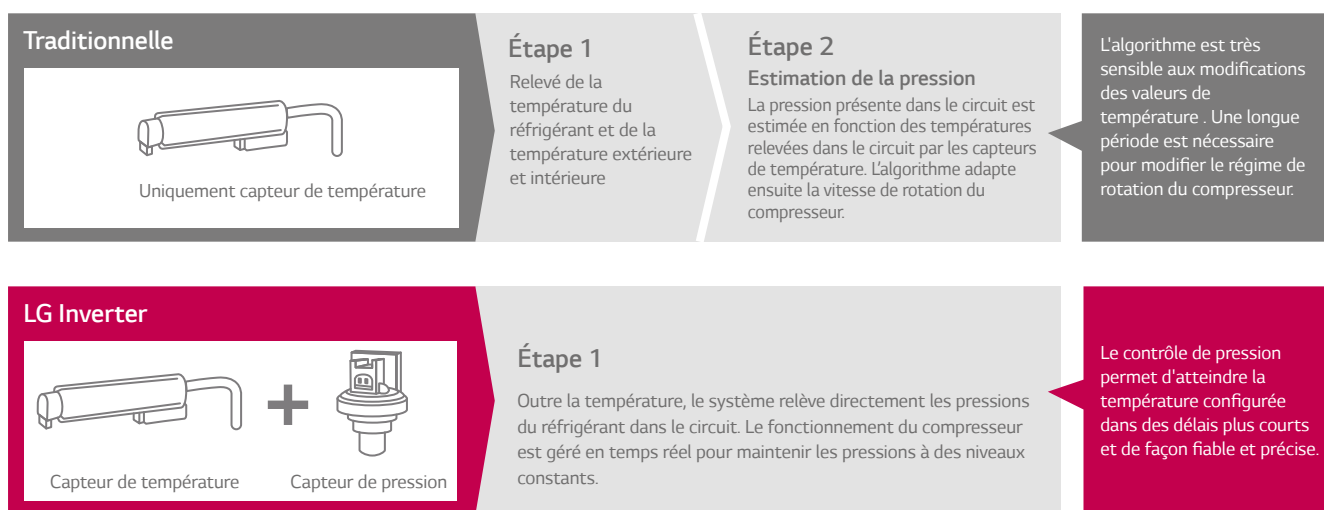 Traditionnelle
Uniquement capteur de température
Étape 1
Relevé de la
température du
réfrigérant et de la
température extérieure
et intérieure
Étape 2
Estimation de la pression
La pression présente dans le circuit est
estimée en fonction des températures
relevées dans le circuit par les capteurs
de température. L'algorithme adapte
ensuite la vitesse de rotation du
compresseur.
L'algorithme est très
sensible aux modifications
des valeurs de
température . Une longue
période est nécessaire
pour modifier le régime de
rotation du compresseur.
LG Inverter
Capteur de température
Capteur de pression
Étape 1
Outre la température, le système relève directement les pressions
du réfrigérant dans le circuit. Le fonctionnement du compresseur
est géré en temps réel pour maintenir les pressions à des niveaux
constants.
Le contrôle de pression
permet d'atteindre la
température configurée
dans des délais plus courts
et de façon fiable et précise.